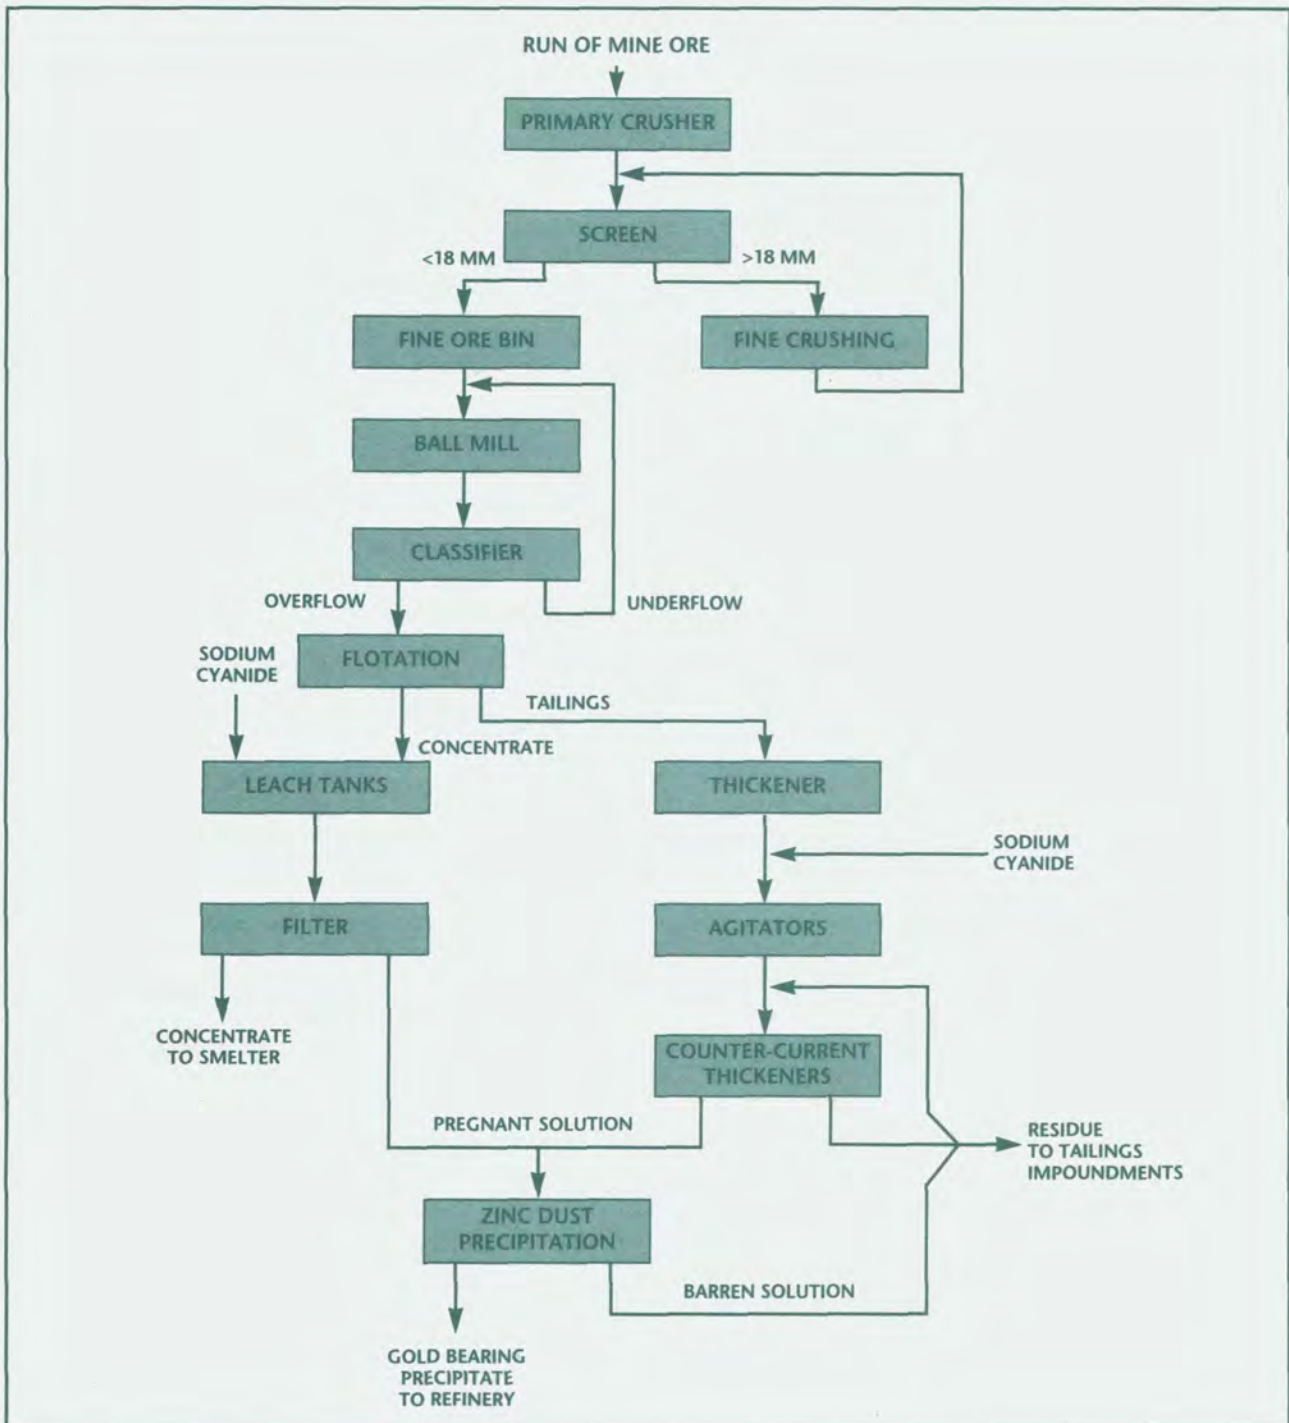 RUN OF MINE ORE
PRIMARY CRUSHER
SCREEN
<18 MM
>18 MM
FINE ORE BIN
FINE CRUSHING
BALL MILL
CLASSIFIER
OVERFLOW
UNDERFLOW
SODIUM
CYANIDE
FLOTATION
TAILINGS
CONCENTRATE
LEACH TANKS
THICKENER
SODIUM
CYANIDE
FILTER
AGITATORS
CONCENTRATE
TO SMELTER
COUNTER-CURRENT
THICKENERS
PREGNANT SOLUTION
RESIDUE
TO TAILINGS
IMPOUNDMENTS
ZINC DUST
PRECIPITATION
BARREN SOLUTION
GOLD BEARING
PRECIPITATE
TO REFINERY